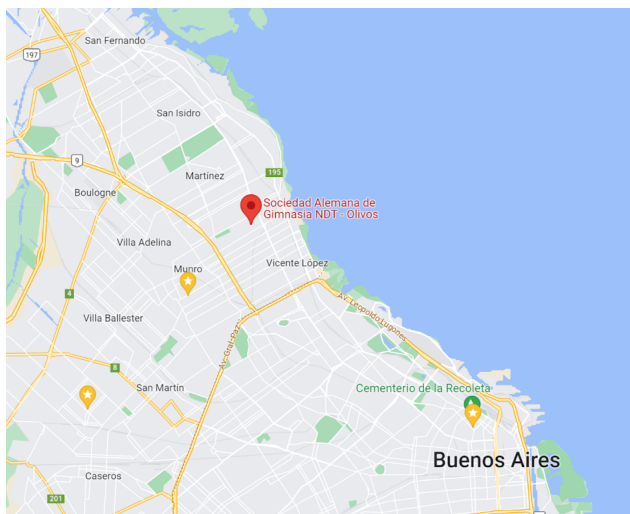 San Fernando
197
San Isidro
9
195
Martínez
Boulogne
Sociedad Alemana de
Gimnasia NDT - Olivos
Villa Adelina
Vicente López
Munro
4
Av. Leopoldo Lugones
Villa Ballester
Av. Gral. Paz
8
San Martín
Cementerio de la Recoleta
Buenos Aires
Caseros
201